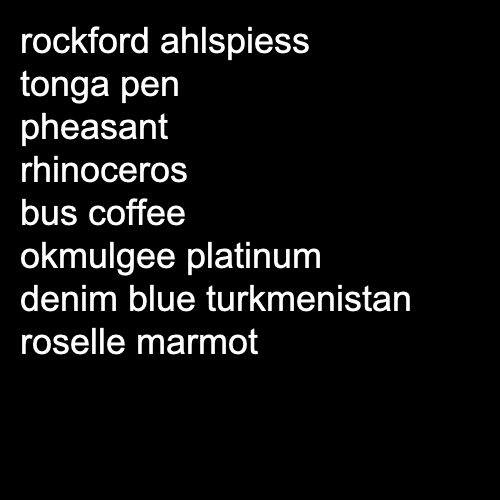 rockford ahlspiess
tonga pen
pheasant
rhinoceros
bus coffee
okmulgee platinum
denim blue turkmenistan
roselle marmot